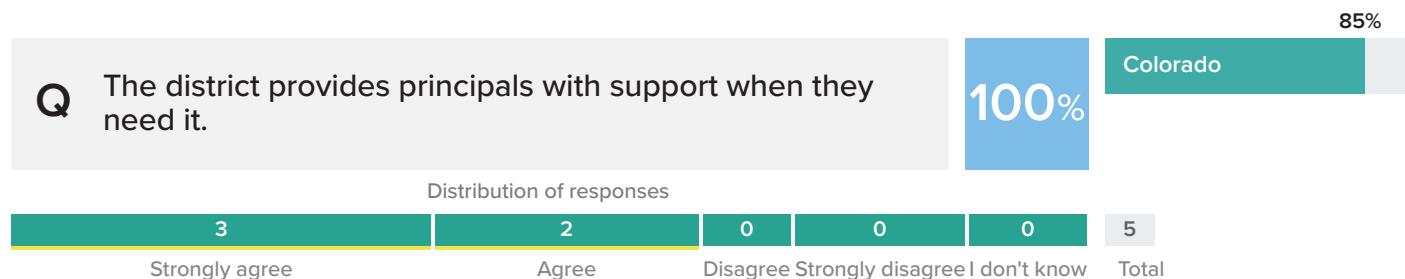 85%
Q
The district provides principals with support when they
need it.
100%
Colorado
Distribution of responses
3 2 0 0 0 5
Strongly agree Agree Disagree Strongly disagree I don't know Total